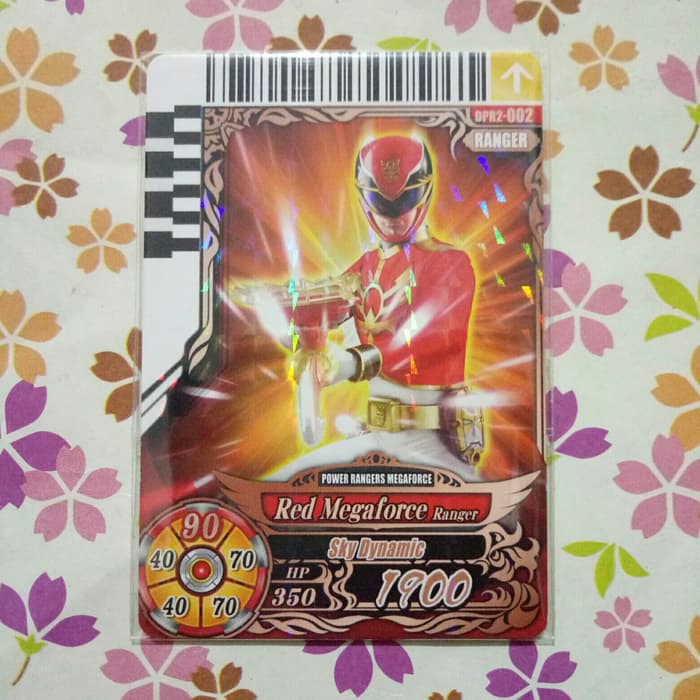 DPR2-002
RANGER
POWER RANGERS MEGAFORCE
Red Megaforce Ranger
Sky Dynamic
90
40 70
40 70
HP
350
1900